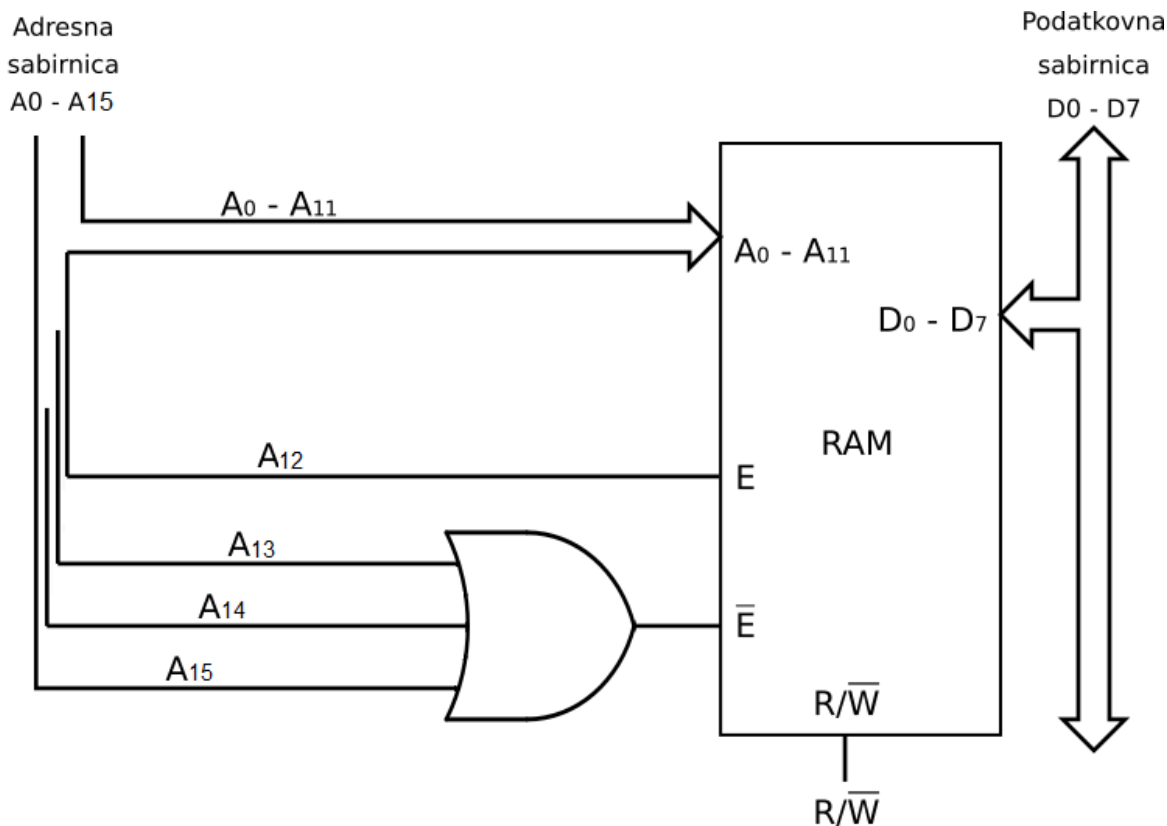 Adresna
sabirnica
A0 - A15
Podatkovna
sabirnica
D0 - D7
A₀ - A₁₁
A₀ - A₁₁
D₀ - D₇
RAM
A₁₂
E
A₁₃
A₁₄
E̅
A₁₅
R/W̅
R/W̅